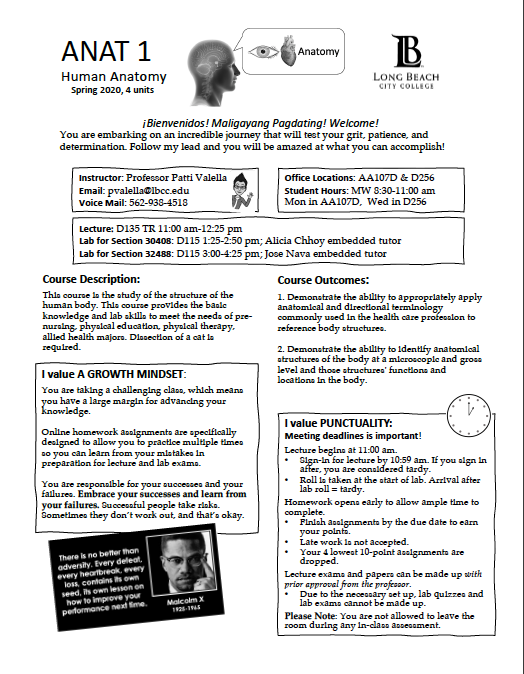 ANAT 1
Human Anatomy
Spring 2020, 4 units
Anatomy
LB
LONG BEACH
CITY COLLEGE
¡Bienvenidos! Maligayang Pagdating! Welcome!
You are embarking on an incredible journey that will test your grit, patience, and
determination. Follow my lead and you will be amazed at what you can accomplish!
Instructor: Professor Patti Valella
Email: pvalella@lbcc.edu
Voice Mail: 562-938-4518
Office Locations: AA107D & D256
Student Hours: MW 8:30-11:00 am
Mon in AA107D, Wed in D256
Lecture: D135 TR 11:00 am-12:25 pm
Lab for Section 30408: D115 1:25-2:50 pm; Alicia Chhoy embedded tutor
Lab for Section 32488: D115 3:00-4:25 pm; Jose Nava embedded tutor
Course Description:
This course is the study of the structure of the
human body. This course provides the basic
knowledge and lab skills to meet the needs of pre-
nursing, physical education, physical therapy,
allied health majors. Dissection of a cat is
required.
I value A GROWTH MINDSET:
You are taking a challenging class, which means
you have a large margin for advancing your
knowledge.
Online homework assignments are specifically
designed to allow you to practice multiple times
so you can learn from your mistakes in
preparation for lecture and lab exams.
You are responsible for your successes and your
failures. Embrace your successes and learn from
your failures. Successful people take risks.
Sometimes they don't work out, and that's okay.
There is no better than
adversity. Every defeat,
every heartbreak, every
loss, contains its own
seed, its own lesson on
how to improve your
performance next time.
Malcolm X
1925-1965
Course Outcomes:
1. Demonstrate the ability to appropriately apply
anatomical and directional terminology
commonly used in the health care profession to
reference body structures.
2. Demonstrate the ability to identify anatomical
structures of the body at a microscopic and gross
level and those structures' functions and
locations in the body.
I value PUNCTUALITY:
Meeting deadlines is important!
Lecture begins at 11:00 am.
• Sign-in for lecture by 10:59 am. If you sign in
after, you are considered tardy.
• Roll is taken at the start of lab. Arrival after
lab roll = tardy.
Homework opens early to allow ample time to
complete.
• Finish assignments by the due date to earn
your points.
• Late work is not accepted.
• Your 4 lowest 10-point assignments are
dropped.
Lecture exams and papers can be made up with
prior approval from the professor.
• Due to the necessary set up, lab quizzes and
lab exams cannot be made up.
Please Note: You are not allowed to leave the
room during any in-class assessment.